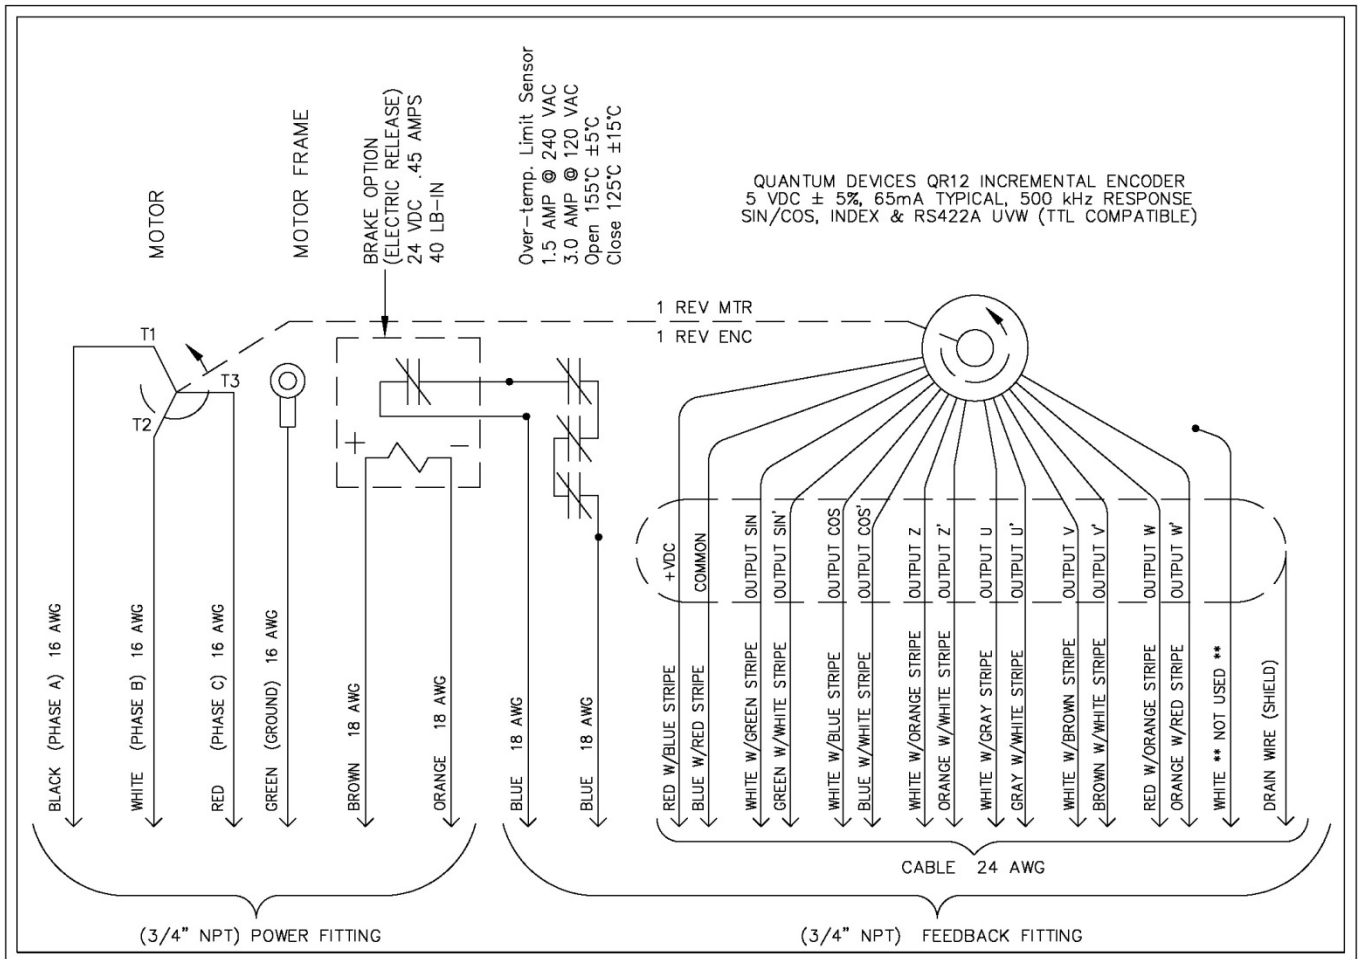 MOTOR
MOTOR FRAME
BRAKE OPTION
(ELECTRIC RELEASE)
24 VDC .45 AMPS
40 LB-IN
Over-temp. Limit Sensor
1.5 AMP @ 240 VAC
3.0 AMP @ 120 VAC
Open 155°C ±5°C
Close 125°C ±15°C
QUANTUM DEVICES QR12 INCREMENTAL ENCODER
5 VDC ± 5%, 65mA TYPICAL, 500 kHz RESPONSE
SIN/COS, INDEX & RS422A UVW (TTL COMPATIBLE)
1 REV MTR
1 REV ENC
T1
T3
T2
+
−
+VDC
COMMON
OUTPUT SIN
OUTPUT SIN'
OUTPUT COS
OUTPUT COS'
OUTPUT Z
OUTPUT Z'
OUTPUT U
OUTPUT U'
OUTPUT V
OUTPUT V'
OUTPUT W
OUTPUT W'
BLACK (PHASE A) 16 AWG
WHITE (PHASE B) 16 AWG
RED (PHASE C) 16 AWG
GREEN (GROUND) 16 AWG
BROWN 18 AWG
ORANGE 18 AWG
BLUE 18 AWG
BLUE 18 AWG
RED W/BLUE STRIPE
BLUE W/RED STRIPE
WHITE W/GREEN STRIPE
GREEN W/WHITE STRIPE
WHITE W/BLUE STRIPE
BLUE W/WHITE STRIPE
WHITE W/ORANGE STRIPE
ORANGE W/WHITE STRIPE
WHITE W/GRAY STRIPE
GRAY W/WHITE STRIPE
WHITE W/BROWN STRIPE
BROWN W/WHITE STRIPE
RED W/ORANGE STRIPE
ORANGE W/RED STRIPE
WHITE ** NOT USED **
DRAIN WIRE (SHIELD)
CABLE 24 AWG
(3/4" NPT) POWER FITTING
(3/4" NPT) FEEDBACK FITTING